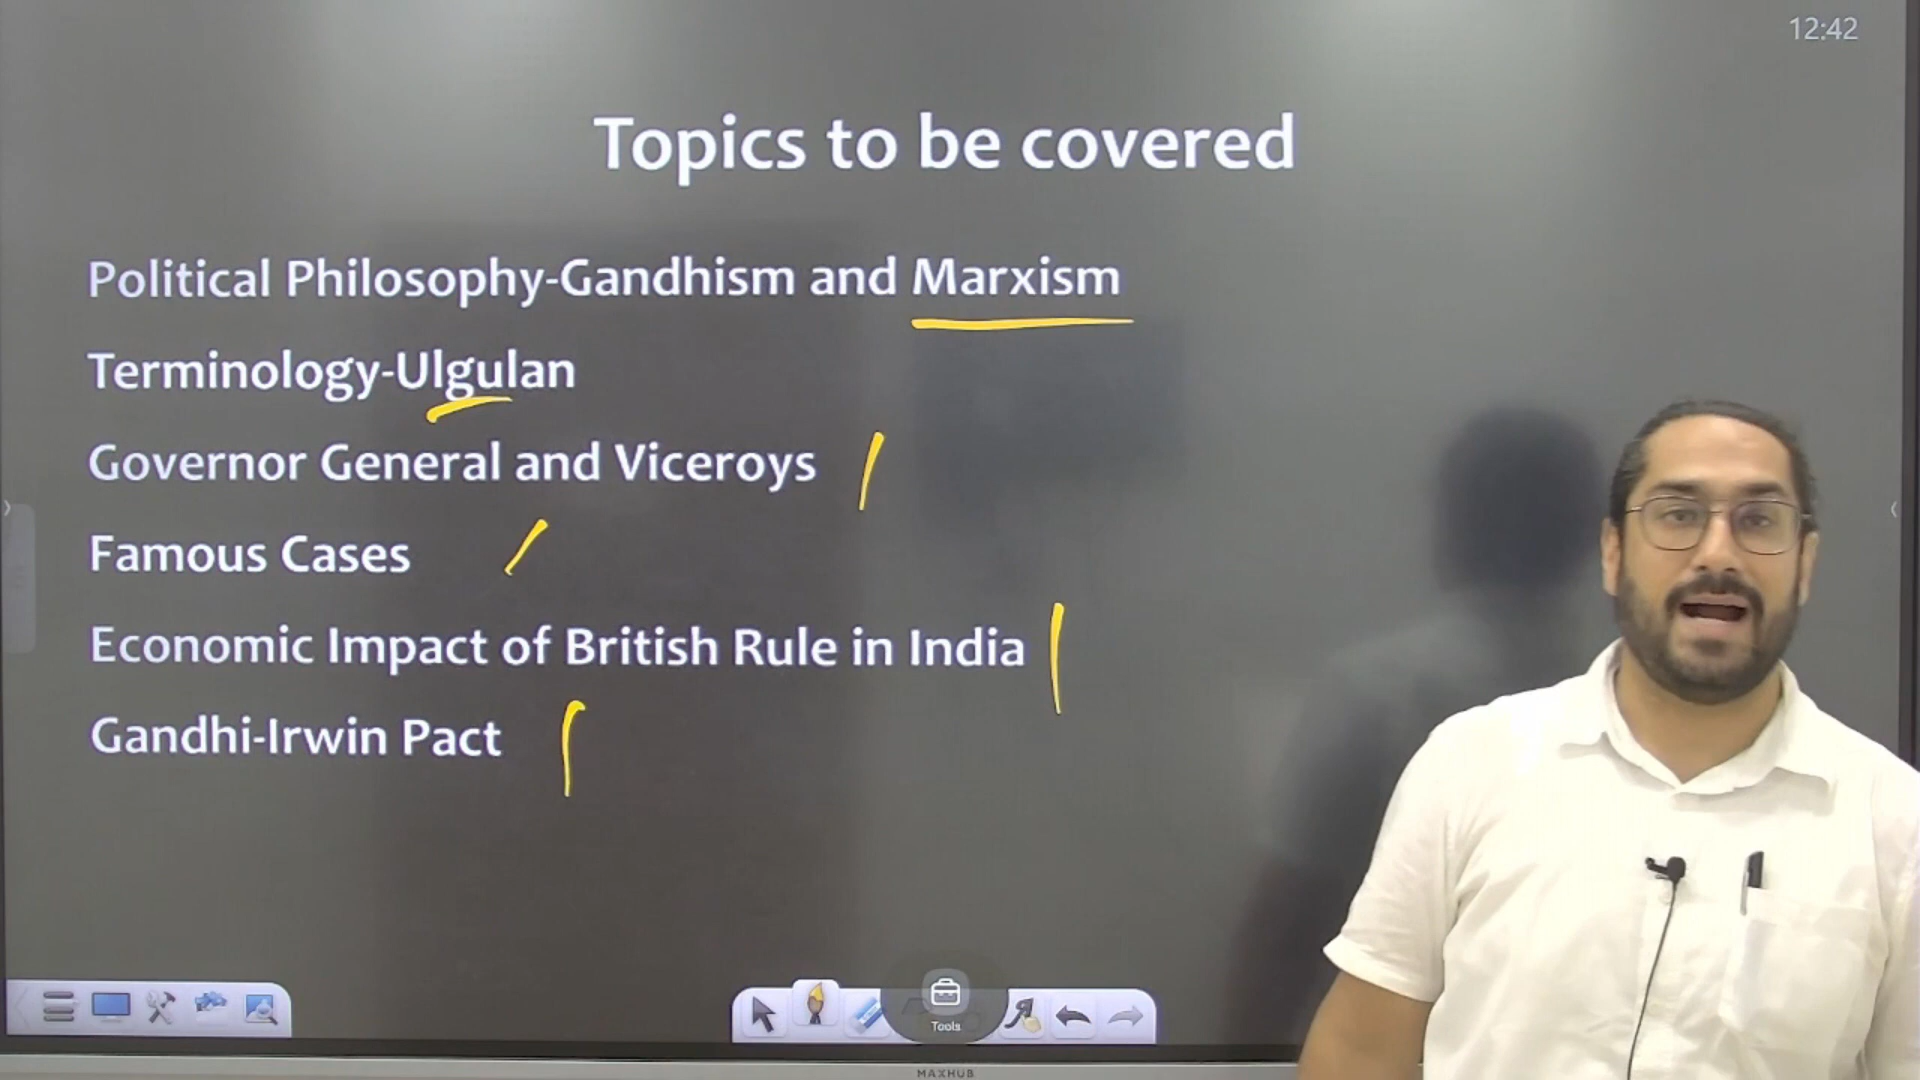 12:42
Topics to be covered
Political Philosophy-Gandhism and Marxism
Terminology-Ulgulan
Governor General and Viceroys
Famous Cases
Economic Impact of British Rule in India
Gandhi-Irwin Pact
Tools
MAXHUB